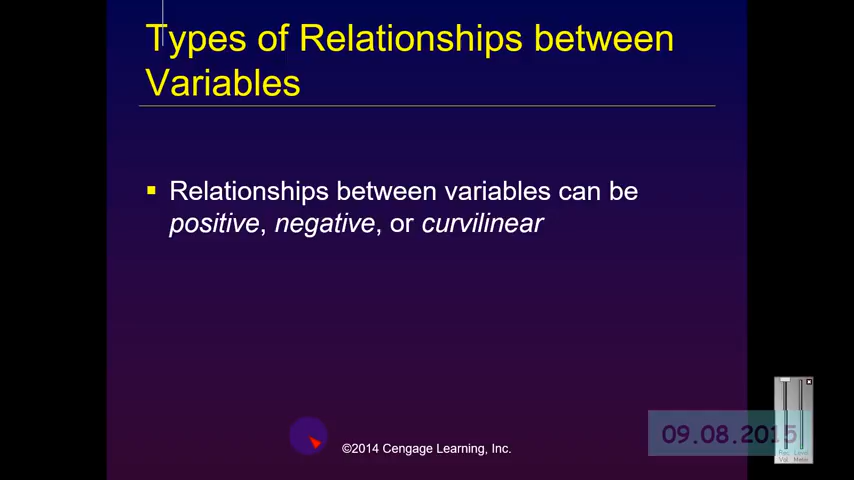 Types of Relationships between
Variables
Relationships between variables can be
positive, negative, or curvilinear
©2014 Cengage Learning, Inc.
09.08.2015